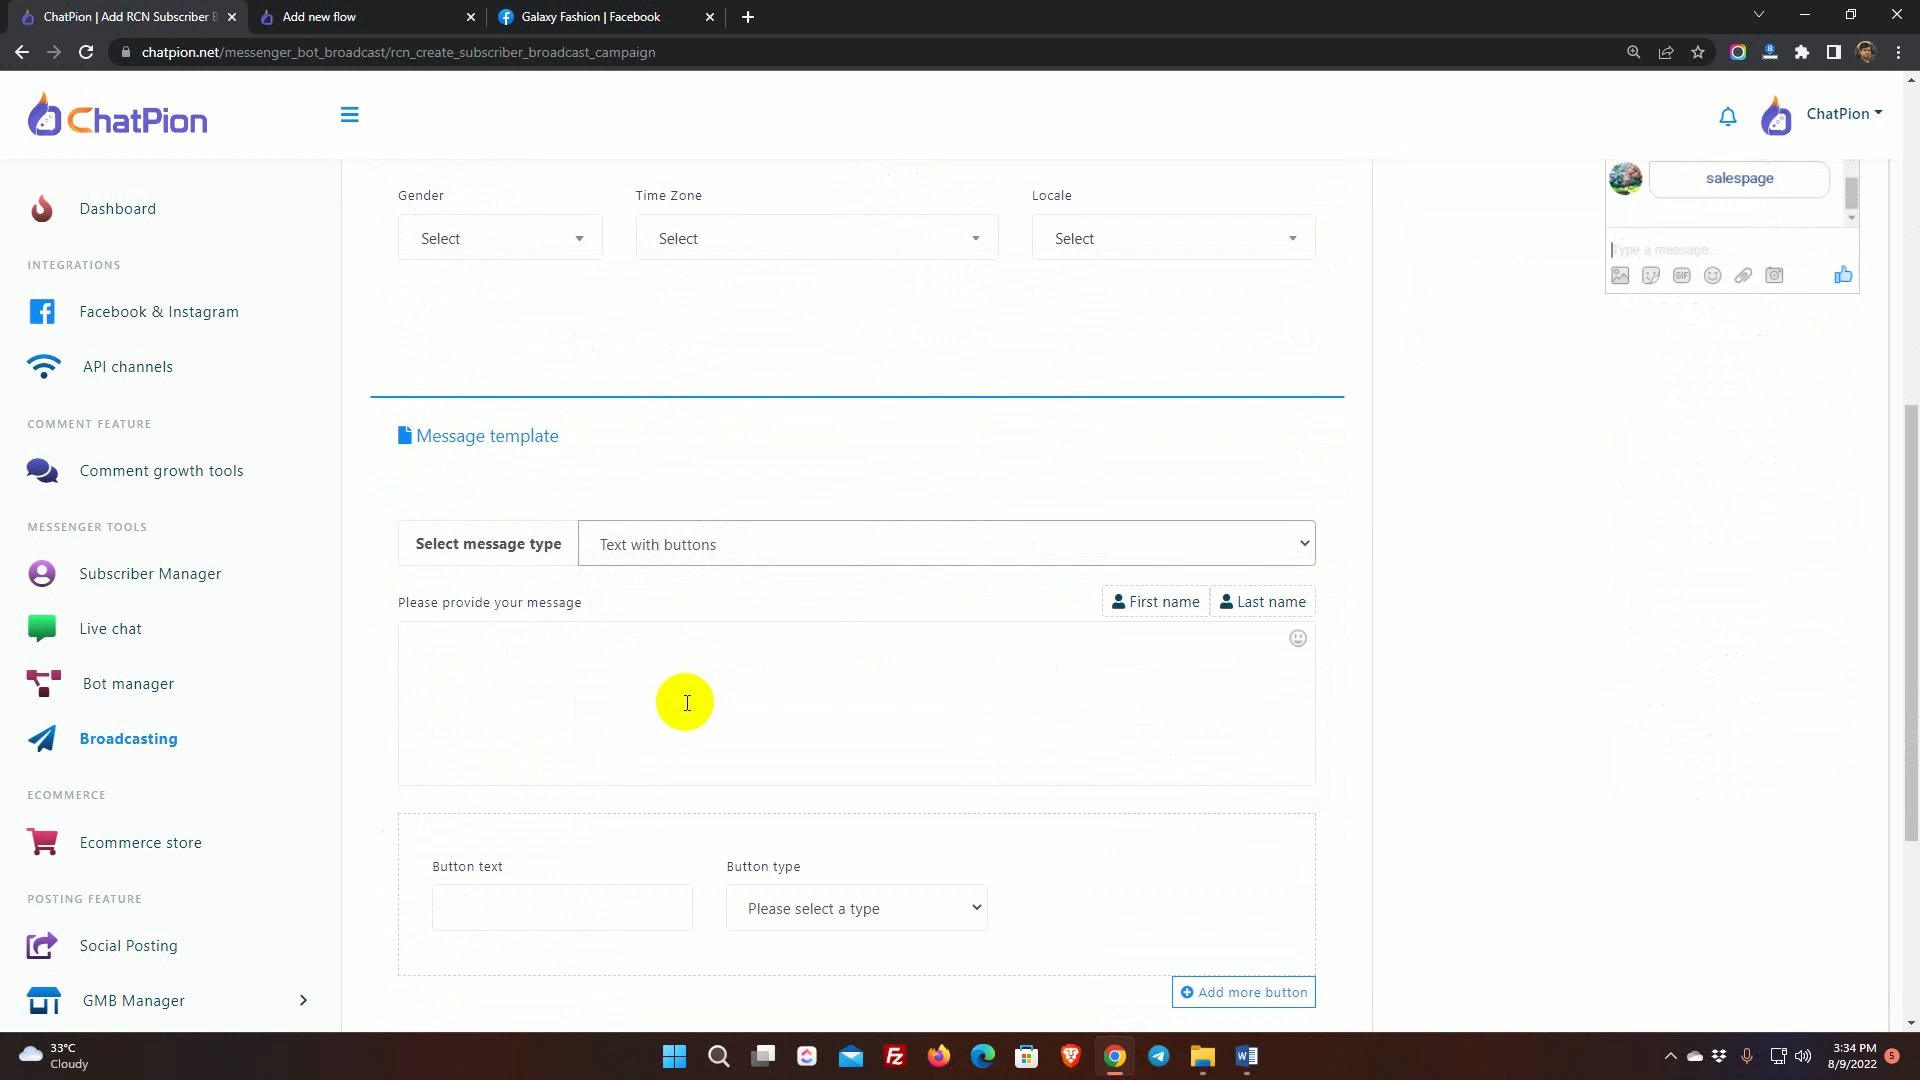 ChatPion | Add RCN Subscriber B
Add new flow
Galaxy Fashion | Facebook
chatpion.net/messenger_bot_broadcast/rcn_create_subscriber_broadcast_campaign
ChatPion
ChatPion
Dashboard
INTEGRATIONS
Facebook & Instagram
API channels
COMMENT FEATURE
Comment growth tools
MESSENGER TOOLS
Subscriber Manager
Live chat
Bot manager
Broadcasting
ECOMMERCE
Ecommerce store
POSTING FEATURE
Social Posting
GMB Manager
Gender
Time Zone
Locale
Select
Select
Select
Message template
Select message type
Text with buttons
Please provide your message
First name
Last name
Button text
Button type
Please select a type
Add more button
salespage
Type a message...
GIF
33°C
Cloudy
3:34 PM
8/9/2022
5